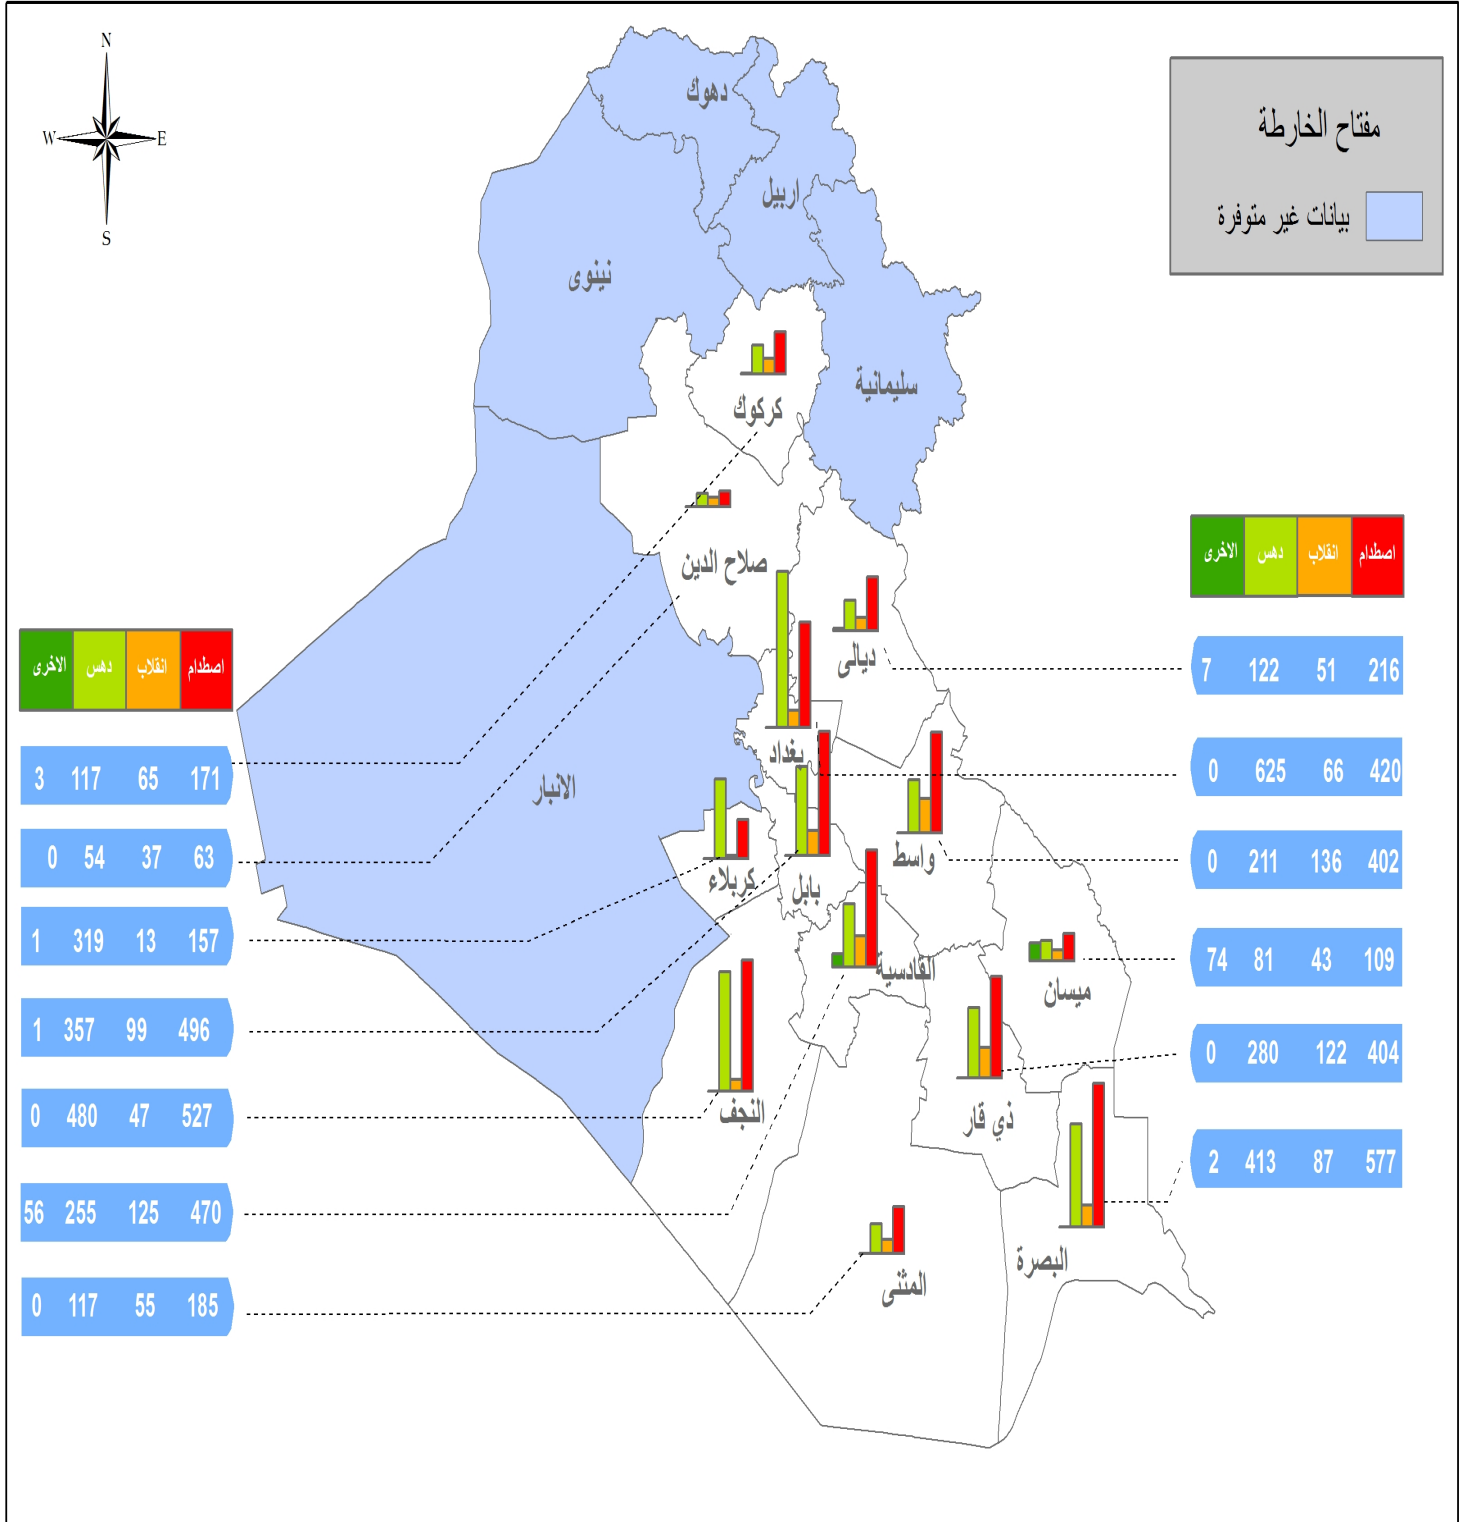 N
W
E
S
مفتاح الخارطة
بيانات غير متوفرة
دهوك
اربيل
نينوى
سليمانية
كركوك
صلاح الدين
ديالى
بغداد
الانبار
واسط
كربلاء
بابل
القادسية
ميسان
النجف
ذي قار
البصرة
المثنى
الاخرى دهس انقلاب اصطدام
7 122 51 216
0 625 66 420
0 211 136 402
74 81 43 109
0 280 122 404
2 413 87 577
الاخرى دهس انقلاب اصطدام
3 117 65 171
0 54 37 63
1 319 13 157
1 357 99 496
0 480 47 527
56 255 125 470
0 117 55 185